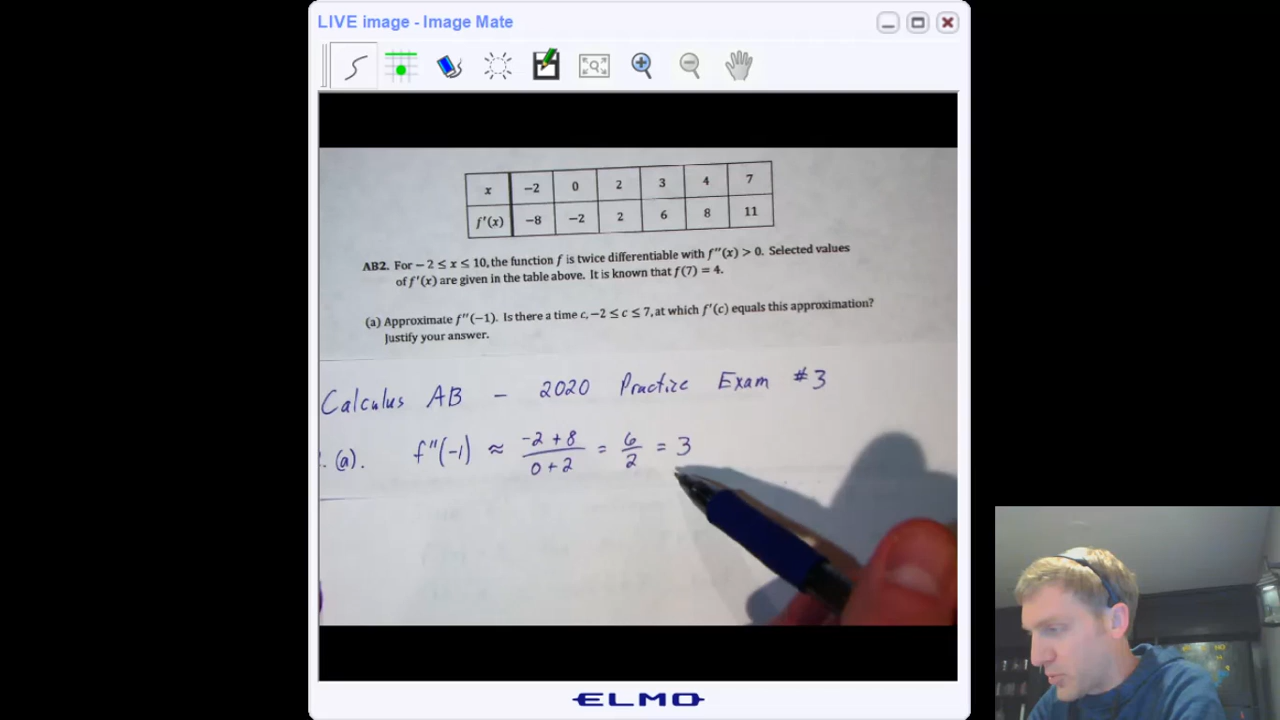 LIVE image - Image Mate
x −2 0 2 3 4 7
f'(x) −8 −2 2 6 8 11
AB2. For − 2 ≤ x ≤ 10, the function f is twice differentiable with f''(x) > 0. Selected values
of f'(x) are given in the table above. It is known that f(7) = 4.
(a) Approximate f''(−1). Is there a time c, −2 ≤ c ≤ 7, at which f'(c) equals this approximation?
Justify your answer.
Calculus AB - 2020 Practice Exam #3
. (a). f''(-1) ≈ -2 + 8 / 0 + 2 = 6 / 2 = 3
ELMO